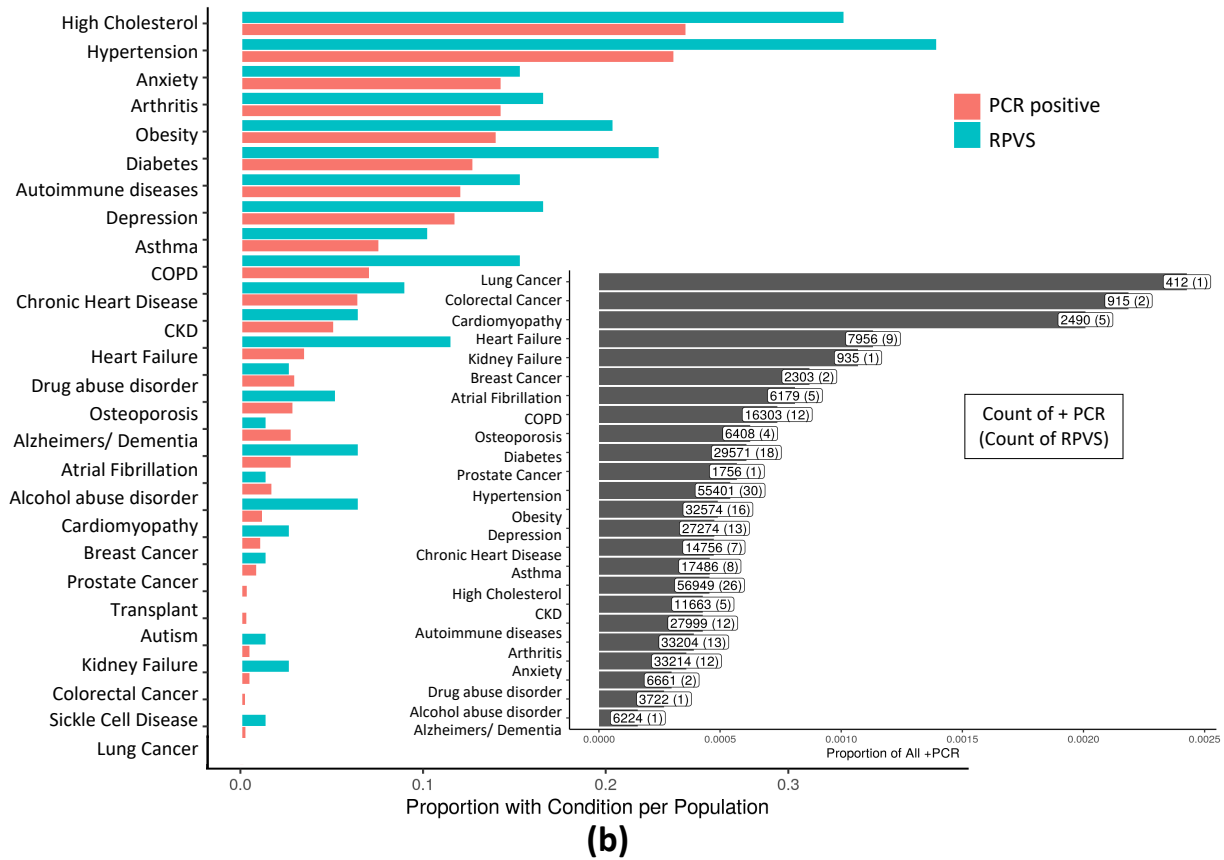 High Cholesterol
Hypertension
Anxiety
Arthritis
Obesity
Diabetes
Autoimmune diseases
Depression
Asthma
COPD
Chronic Heart Disease
CKD
Heart Failure
Drug abuse disorder
Osteoporosis
Alzheimers/ Dementia
Atrial Fibrillation
Alcohol abuse disorder
Cardiomyopathy
Breast Cancer
Prostate Cancer
Transplant
Autism
Kidney Failure
Colorectal Cancer
Sickle Cell Disease
Lung Cancer
0.0 0.1 0.2 0.3
Proportion with Condition per Population
PCR positive
RPVS
Lung Cancer 412 (1)
Colorectal Cancer 915 (2)
Cardiomyopathy 2490 (5)
Heart Failure 7956 (9)
Kidney Failure 935 (1)
Breast Cancer 2303 (2)
Atrial Fibrillation 6179 (5)
COPD 16303 (12)
Osteoporosis 6408 (4)
Diabetes 29571 (18)
Prostate Cancer 1756 (1)
Hypertension 55401 (30)
Obesity 32574 (16)
Depression 27274 (13)
Chronic Heart Disease 14756 (7)
Asthma 17486 (8)
High Cholesterol 56949 (26)
CKD 11663 (5)
Autoimmune diseases 27999 (12)
Arthritis 33204 (13)
Anxiety 33214 (12)
Drug abuse disorder 6661 (2)
Alcohol abuse disorder 3722 (1)
Alzheimers/ Dementia 6224 (1)
0.0000 0.0005 0.0010 0.0015 0.0020 0.0025
Proportion of All +PCR
Count of + PCR
(Count of RPVS)
(b)